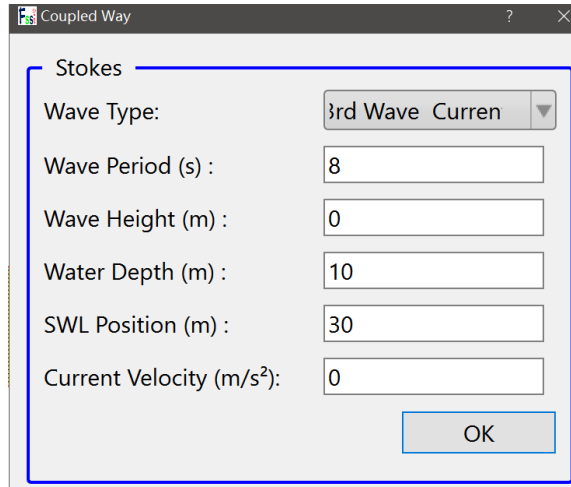 Fssi Coupled Way ? ×
Stokes
Wave Type: 3rd Wave Curren
Wave Period (s) : 8
Wave Height (m) : 0
Water Depth (m) : 10
SWL Position (m) : 30
Current Velocity (m/s²): 0
OK